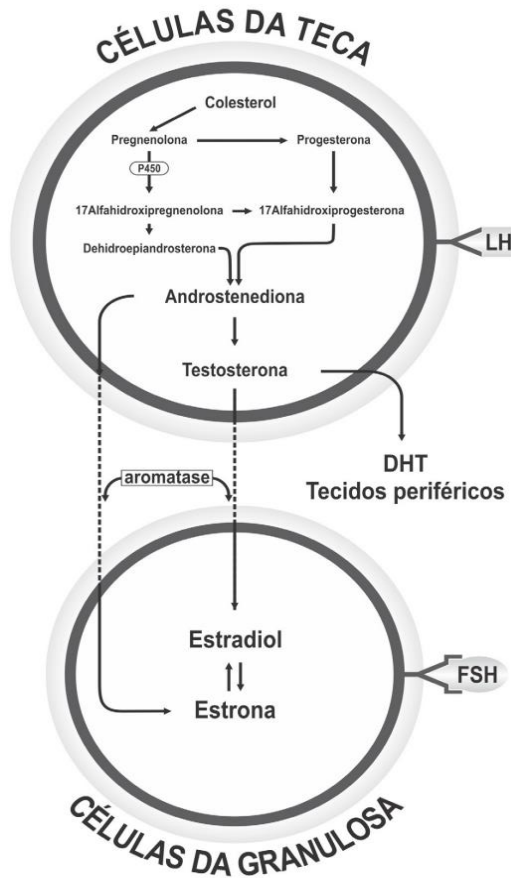 CÉLULAS DA TECA
Colesterol
Pregnenolona
Progesterona
P450
17Alfahidroxipregnenolona
17Alfahidroxiprogesterona
LH
Dehidroepiandrosterona
Androstenediona
Testosterona
DHT
Tecidos periféricos
aromatase
Estradiol
FSH
Estrona
CÉLULAS DA GRANULOSA